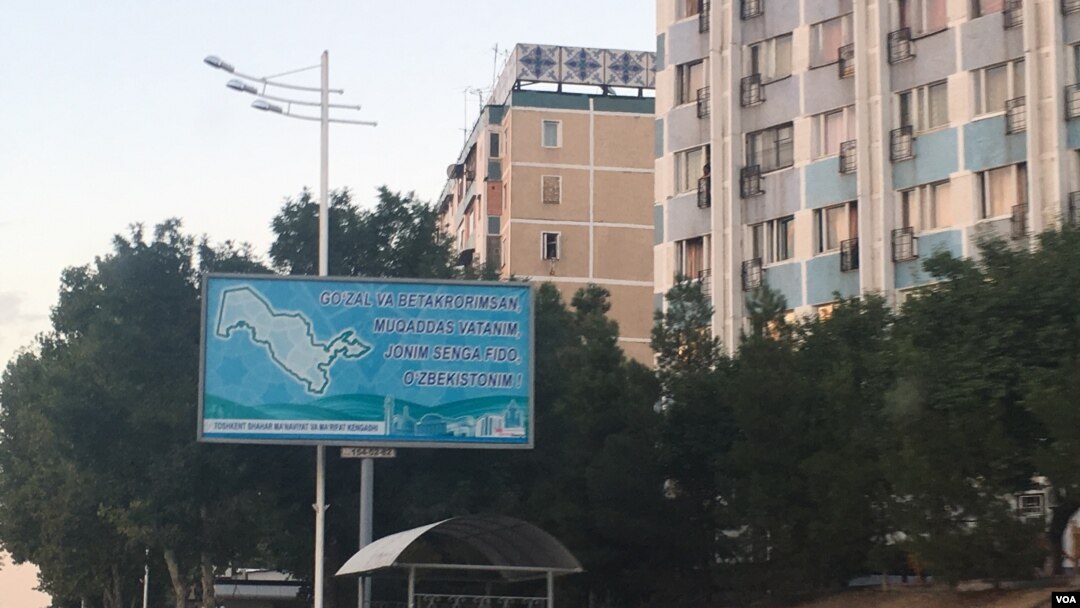 GO'ZAL VA BETAKRORIMSAN,
MUQADDAS VATANIM,
JONIM SENGA FIDO,
O'ZBEKISTONIM !
TOSHKENT SHAHAR MA'NAVIYAT VA MA'RIFAT KENGASHI
VOA